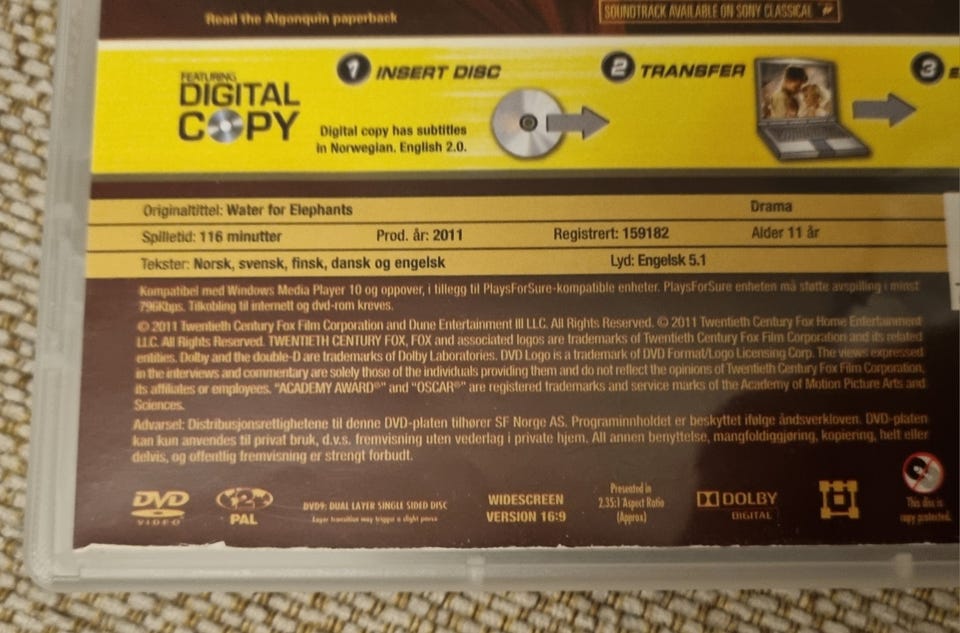 Read the Algonquin paperback
SOUNDTRACK AVAILABLE ON SONY CLASSICAL
FEATURING
DIGITAL
COPY
1 INSERT DISC
2 TRANSFER
3
Digital copy has subtitles
in Norwegian. English 2.0.
Originaltittel: Water for Elephants Drama
Spilletid: 116 minutter Prod. år: 2011 Registrert: 159182 Alder 11 år
Tekster: Norsk, svensk, finsk, dansk og engelsk Lyd: Engelsk 5.1
Kompatibel med Windows Media Player 10 og oppover, i tillegg til PlaysForSure-kompatible enheter. PlaysForSure enheten må støtte avspilling i minst
796Kbps. Tilkobling til internett og dvd-rom kreves.
© 2011 Twentieth Century Fox Film Corporation and Dune Entertainment III LLC. All Rights Reserved. © 2011 Twentieth Century Fox Home Entertainment
LLC. All Rights Reserved. TWENTIETH CENTURY FOX, FOX and associated logos are trademarks of Twentieth Century Fox Film Corporation and its related
entities. Dolby and the double-D are trademarks of Dolby Laboratories. DVD Logo is a trademark of DVD Format/Logo Licensing Corp. The views expressed
in the interviews and commentary are solely those of the individuals providing them and do not reflect the opinions of Twentieth Century Fox Film Corporation,
its affiliates or employees. "ACADEMY AWARD®" and "OSCAR®" are registered trademarks and service marks of the Academy of Motion Picture Arts and
Sciences.
Advarsel: Distribusjonsrettighetene til denne DVD-platen tilhører SF Norge AS. Programinnholdet er beskyttet ifølge åndsverkloven. DVD-platen
kan kun anvendes til privat bruk, d.v.s. fremvisning uten vederlag i private hjem. All annen benyttelse, mangfoldiggjøring, kopiering, helt eller
delvis, og offentlig fremvisning er strengt forbudt.
DVD
VIDEO
2
PAL
DVD9: DUAL LAYER SINGLE SIDED DISC
Layer transition may trigger a slight pause
WIDESCREEN
VERSION 16:9
Presented in
2.35:1 Aspect Ratio
(Approx)
DOLBY
DIGITAL
This disc is
copy protected.